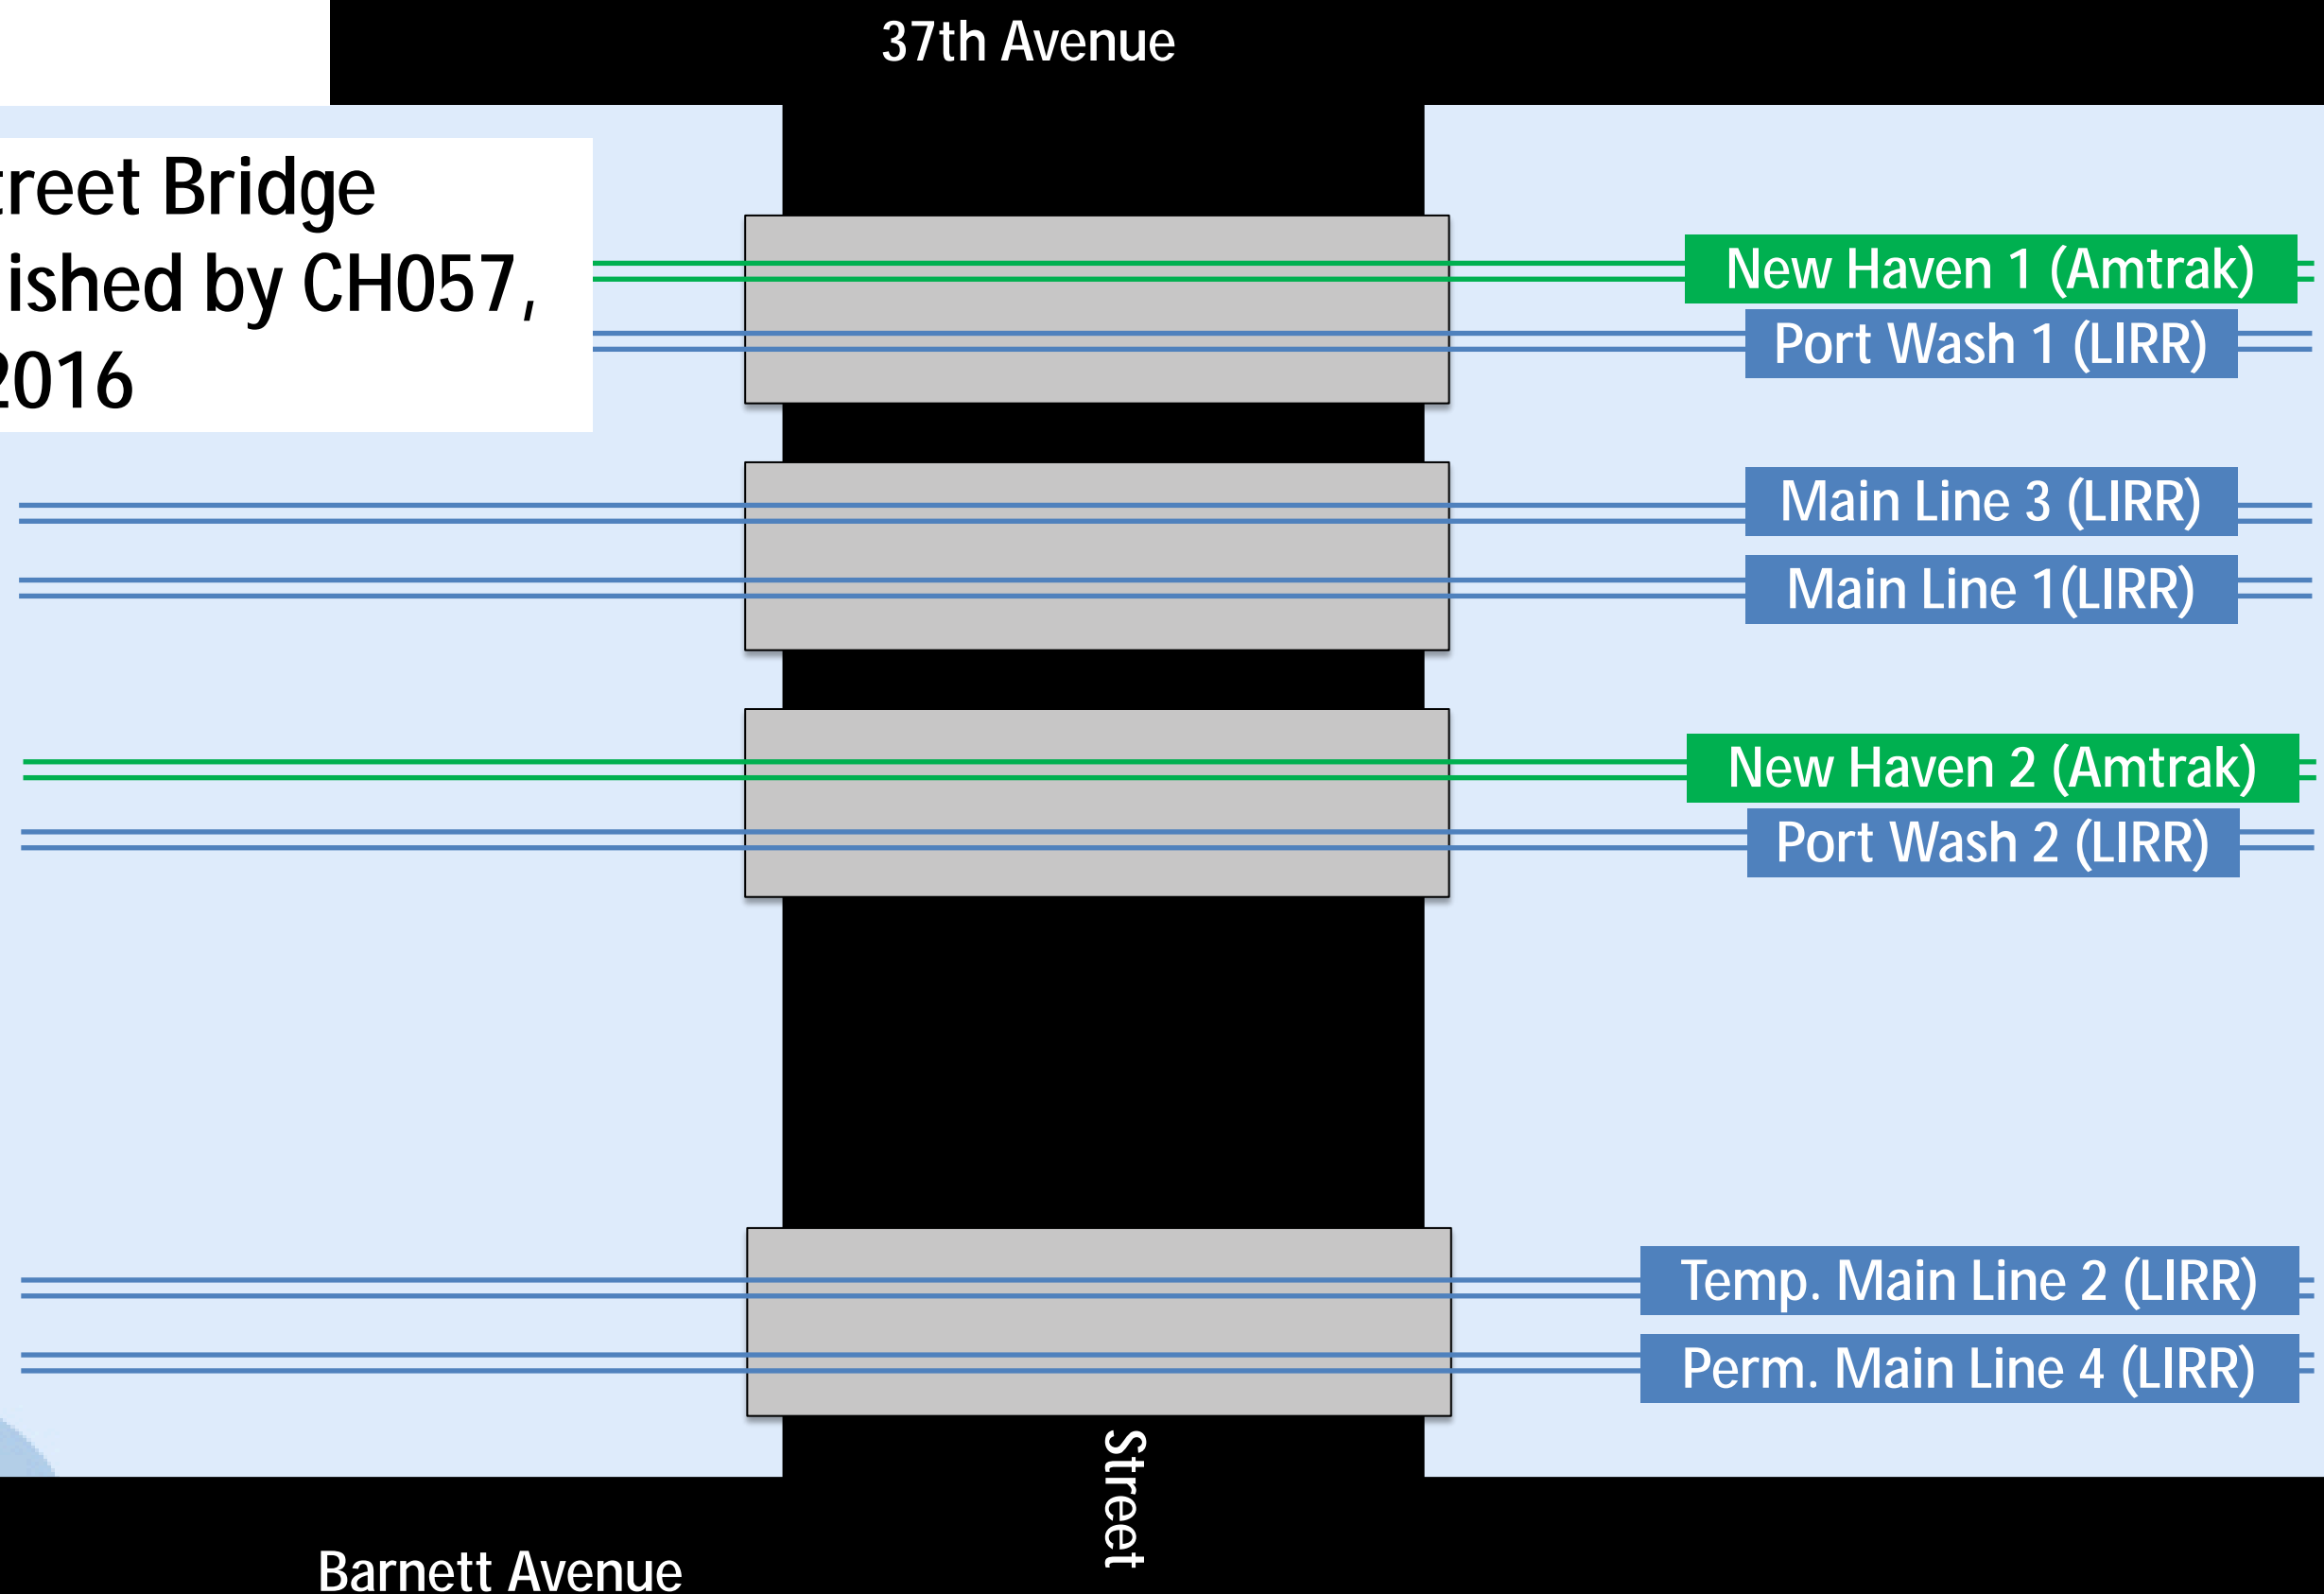 37th Avenue
Street Bridge
ished by CH057,
2016
New Haven 1 (Amtrak)
Port Wash 1 (LIRR)
Main Line 3 (LIRR)
Main Line 1(LIRR)
New Haven 2 (Amtrak)
Port Wash 2 (LIRR)
Temp. Main Line 2 (LIRR)
Perm. Main Line 4 (LIRR)
Street
Barnett Avenue